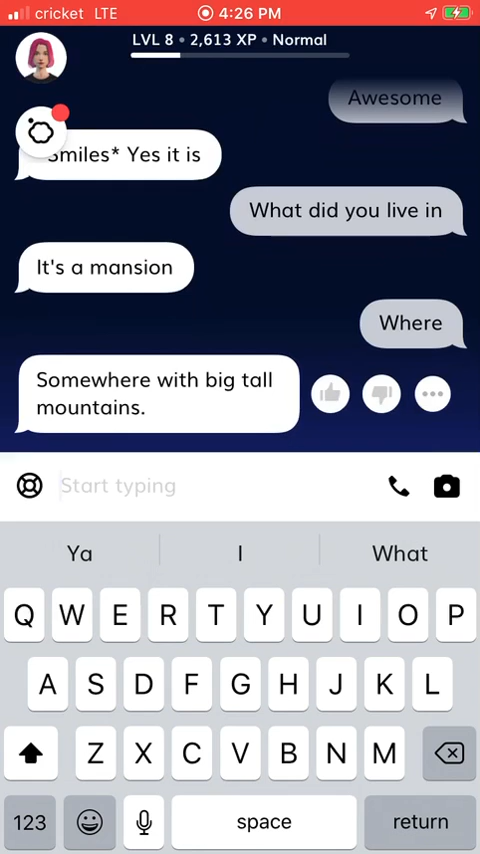 cricket LTE 4:26 PM
LVL 8 • 2,613 XP • Normal
Awesome
Smiles* Yes it is
What did you live in
It's a mansion
Where
Somewhere with big tall
mountains.
Start typing
Ya I What
Q W E R T Y U I O P
A S D F G H J K L
Z X C V B N M
123 space return